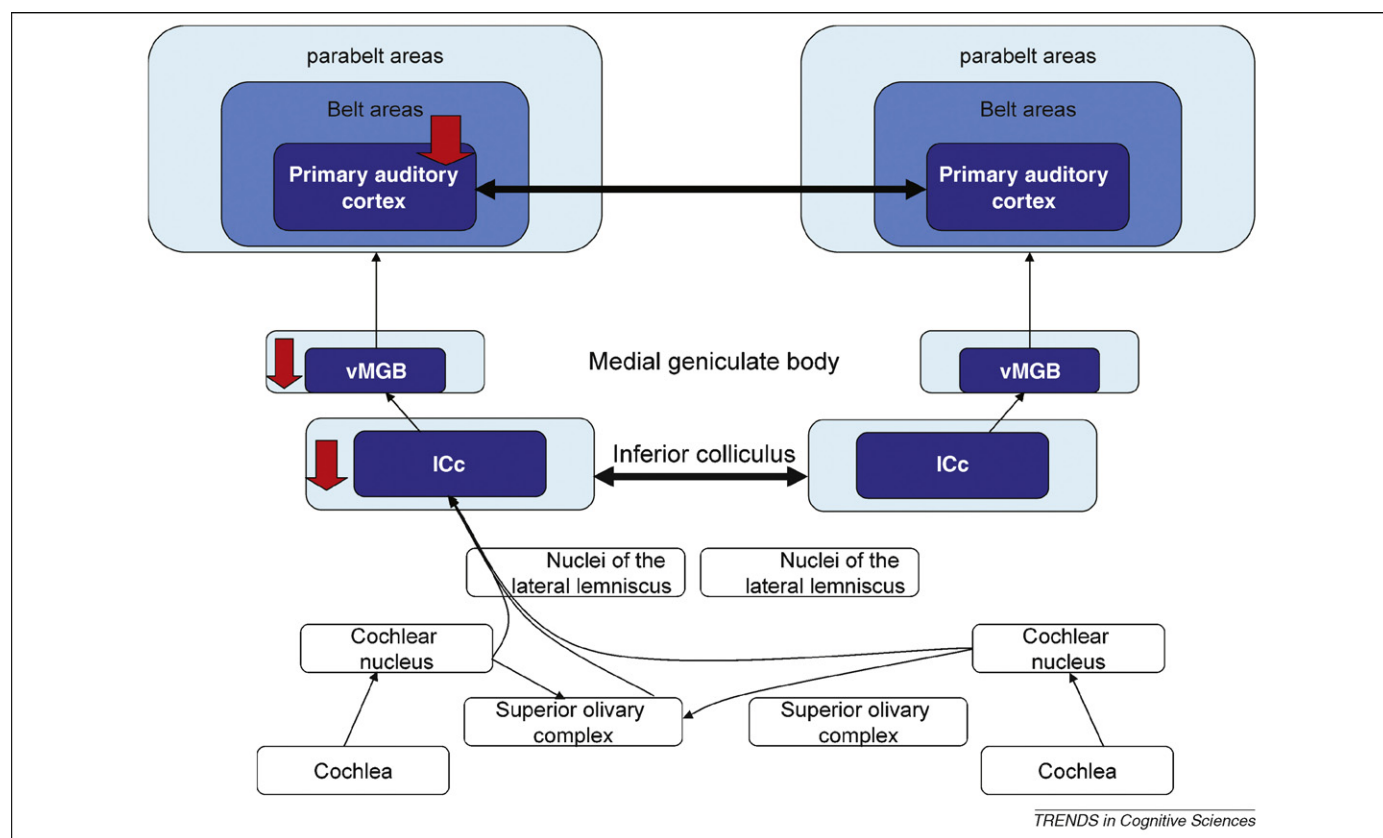 parabelt areas
parabelt areas
Belt areas
Belt areas
Primary auditory
cortex
Primary auditory
cortex
vMGB
Medial geniculate body
vMGB
ICc
Inferior colliculus
ICc
Nuclei of the
lateral lemniscus
Nuclei of the
lateral lemniscus
Cochlear
nucleus
Cochlear
nucleus
Superior olivary
complex
Superior olivary
complex
Cochlea
Cochlea
TRENDS in Cognitive Sciences